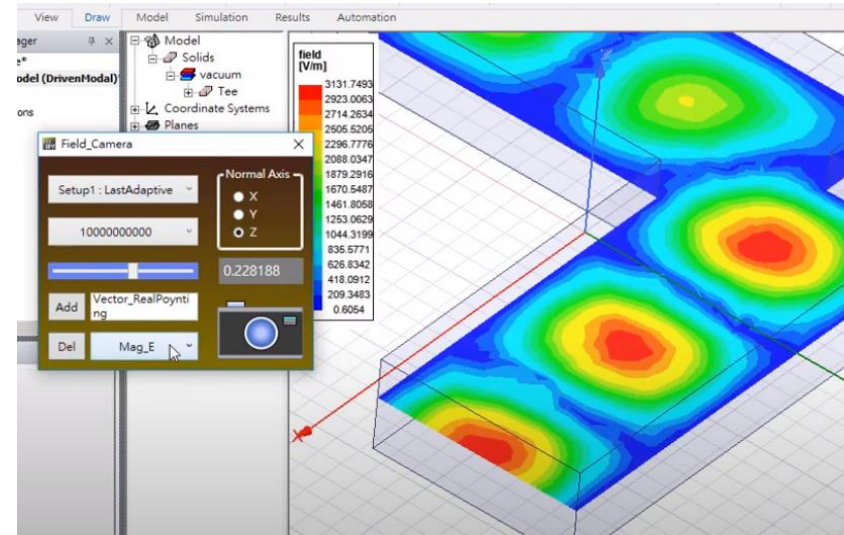 View Draw Model Simulation Results Automation
ager
e*
odel (DrivenModal)*
ons
Model
Solids
vacuum
Tee
Coordinate Systems
Planes
Field_Camera
Setup1 : LastAdaptive
10000000000
Normal Axis
X
Y
Z
0.228188
Add
Vector_RealPoynti
ng
Del
Mag_E
field
[V/m]
3131.7493
2923.0063
2714.2634
2505.5205
2296.7776
2088.0347
1879.2916
1670.5487
1461.8058
1253.0629
1044.3199
835.5771
626.8342
418.0912
209.3483
0.6054
Z
X